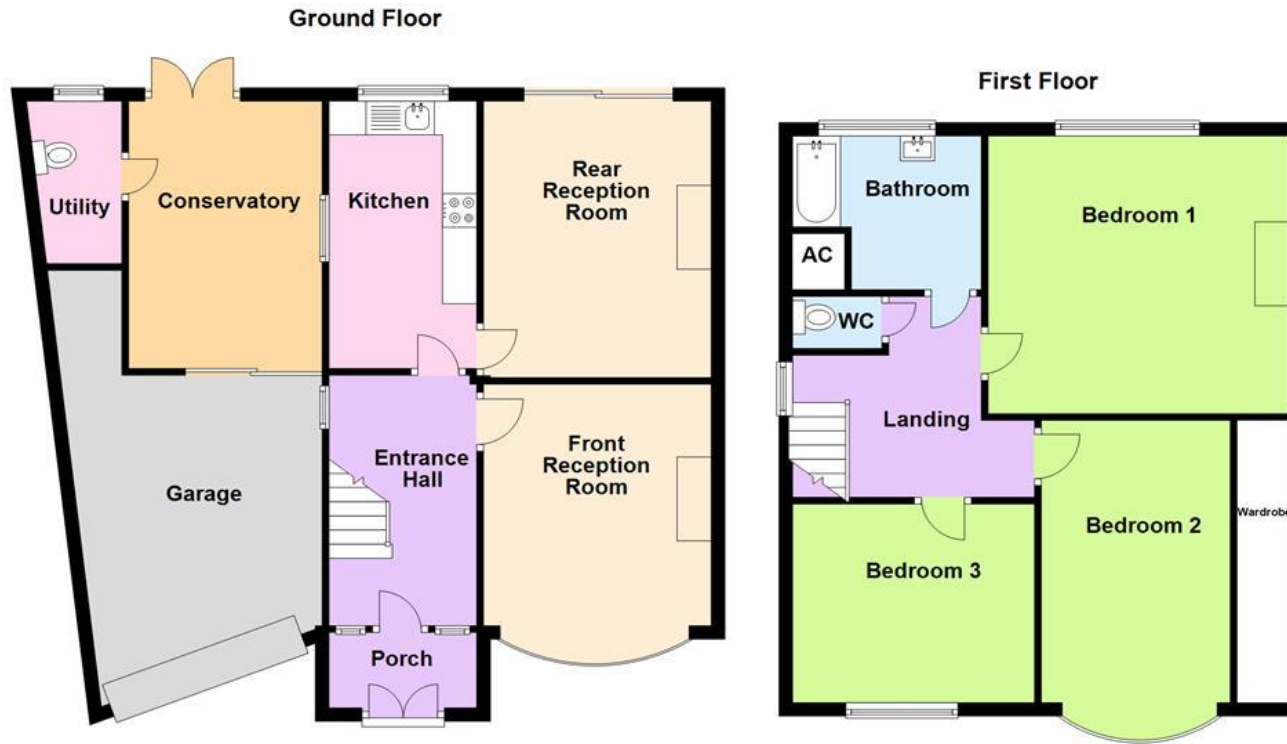 Ground Floor
Utility
Conservatory
Kitchen
Rear
Reception
Room
Garage
Entrance
Hall
Front
Reception
Room
Porch
First Floor
Bathroom
Bedroom 1
AC
WC
Landing
Bedroom 2
Wardrobe
Bedroom 3